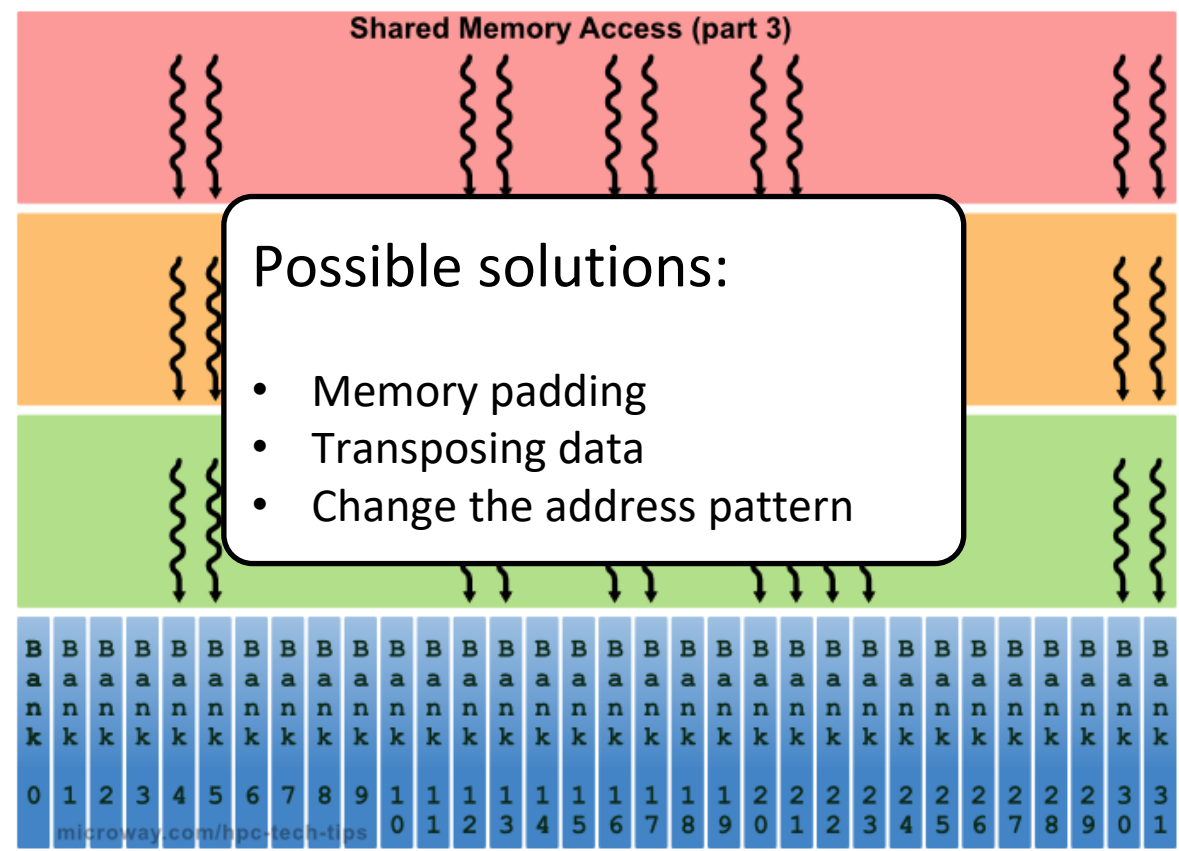 Shared Memory Access (part 3)
Possible solutions:
• Memory padding
• Transposing data
• Change the address pattern
Bank 0
Bank 1
Bank 2
Bank 3
Bank 4
Bank 5
Bank 6
Bank 7
Bank 8
Bank 9
Bank 10
Bank 11
Bank 12
Bank 13
Bank 14
Bank 15
Bank 16
Bank 17
Bank 18
Bank 19
Bank 20
Bank 21
Bank 22
Bank 23
Bank 24
Bank 25
Bank 26
Bank 27
Bank 28
Bank 29
Bank 30
Bank 31
microway.com/hpc-tech-tips